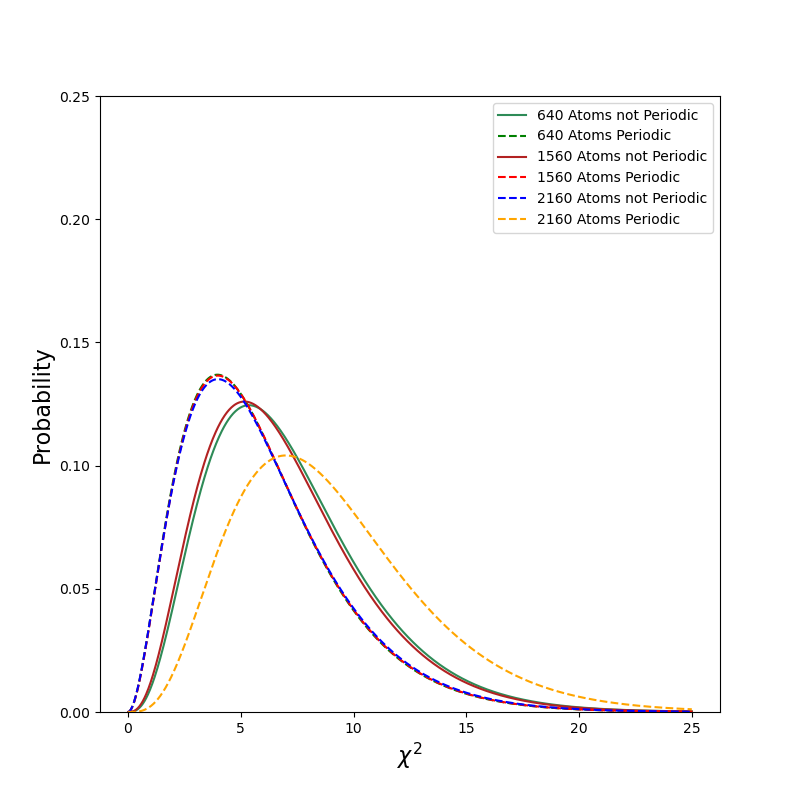 0.25
0.20
0.15
0.10
0.05
0.00
Probability
0
5
10
15
20
25
χ²
640 Atoms not Periodic
640 Atoms Periodic
1560 Atoms not Periodic
1560 Atoms Periodic
2160 Atoms not Periodic
2160 Atoms Periodic